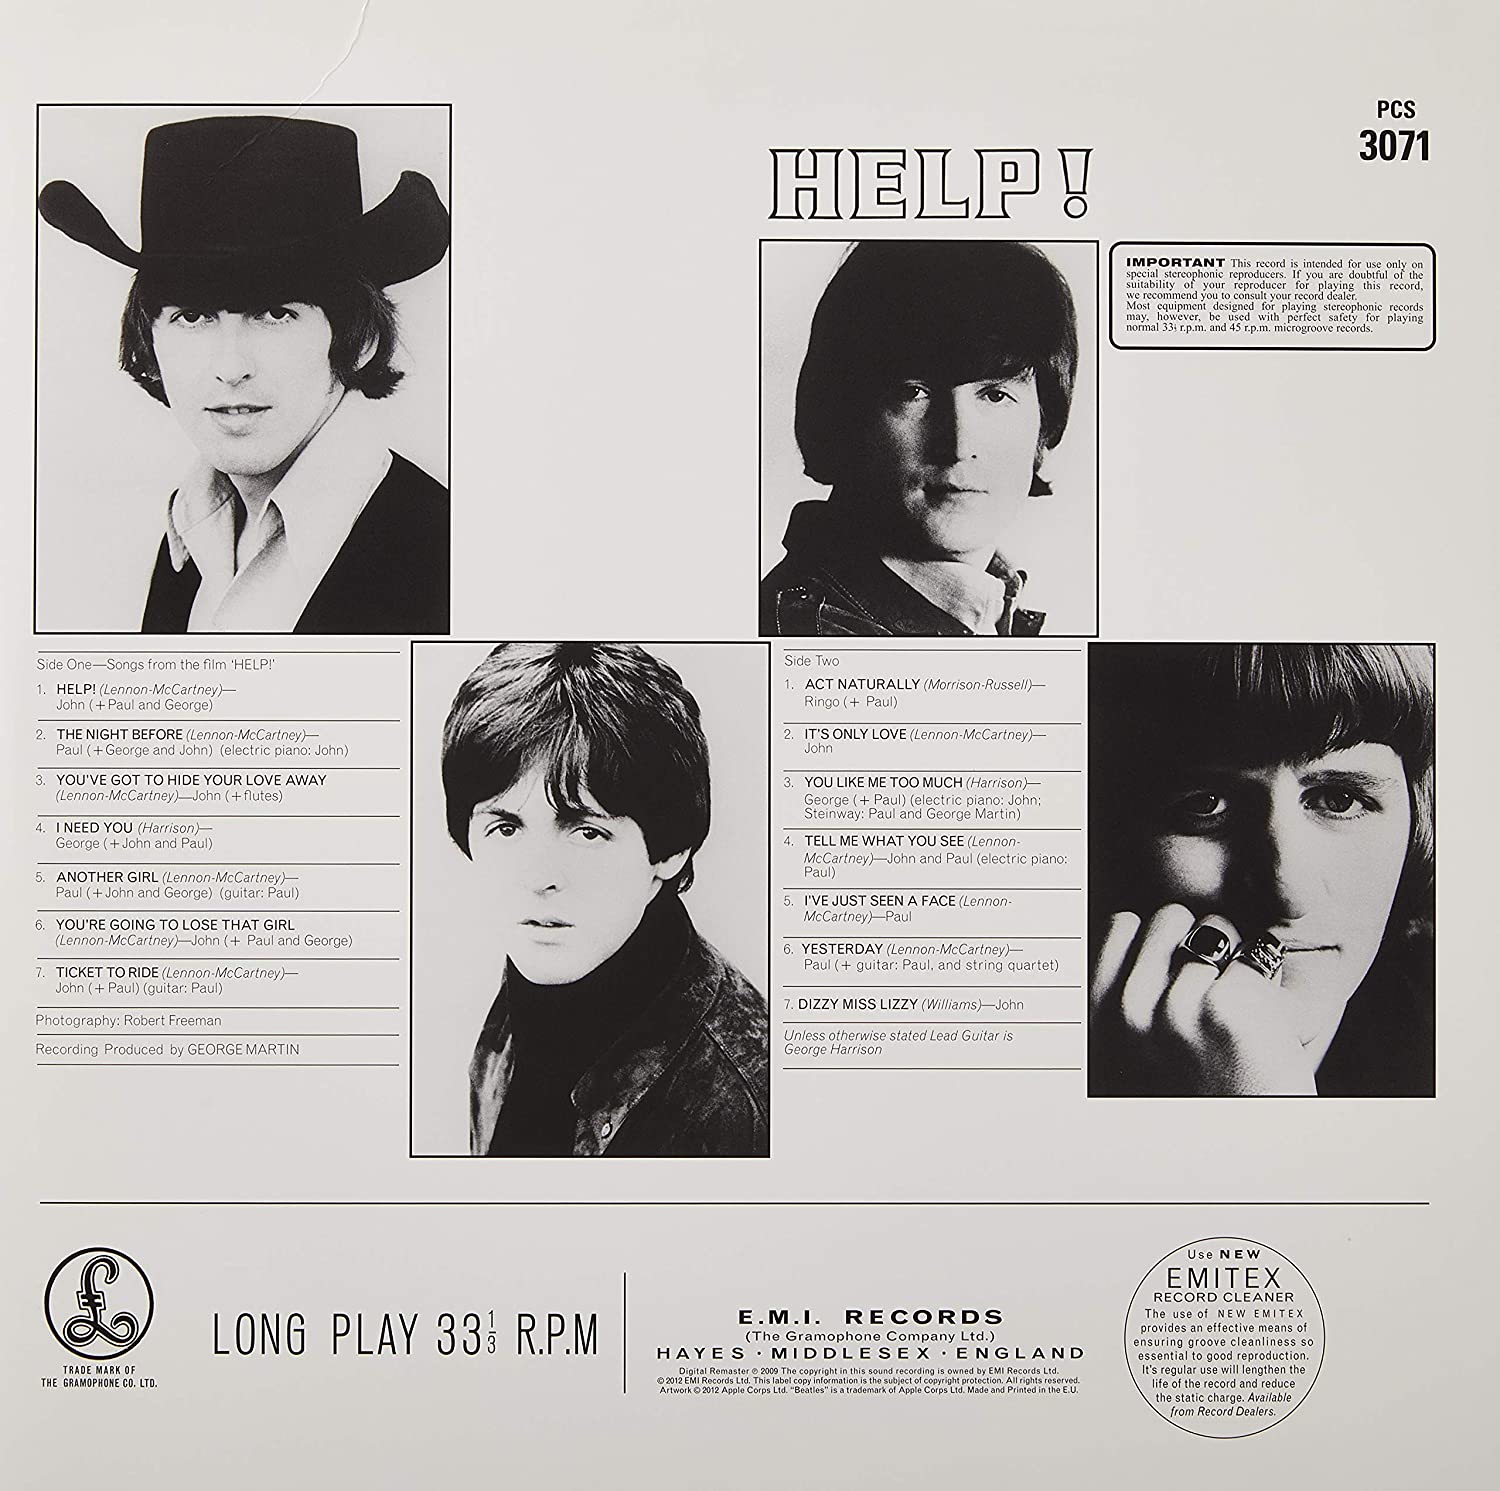 PCS
3071
HELP!
IMPORTANT This record is intended for use only on
special stereophonic reproducers. If you are doubtful of the
suitability of your reproducer for playing this record,
we recommend you to consult your record dealer.
Most equipment designed for playing stereophonic records
may, however, be used with perfect safety for playing
normal 33⅓ r.p.m. and 45 r.p.m. microgroove records.
Side One—Songs from the film 'HELP!'
1. HELP! (Lennon-McCartney)—
John (+Paul and George)
2. THE NIGHT BEFORE (Lennon-McCartney)—
Paul (+George and John) (electric piano: John)
3. YOU'VE GOT TO HIDE YOUR LOVE AWAY
(Lennon-McCartney)—John (+flutes)
4. I NEED YOU (Harrison)—
George (+John and Paul)
5. ANOTHER GIRL (Lennon-McCartney)—
Paul (+John and George) (guitar: Paul)
6. YOU'RE GOING TO LOSE THAT GIRL
(Lennon-McCartney)—John (+ Paul and George)
7. TICKET TO RIDE (Lennon-McCartney)—
John (+ Paul) (guitar: Paul)
Photography: Robert Freeman
Recording Produced by GEORGE MARTIN
Side Two
1. ACT NATURALLY (Morrison-Russell)—
Ringo (+ Paul)
2. IT'S ONLY LOVE (Lennon-McCartney)—
John
3. YOU LIKE ME TOO MUCH (Harrison)—
George (+ Paul) (electric piano: John;
Steinway: Paul and George Martin)
4. TELL ME WHAT YOU SEE (Lennon-
McCartney)—John and Paul (electric piano:
Paul)
5. I'VE JUST SEEN A FACE (Lennon-
McCartney)—Paul
6. YESTERDAY (Lennon-McCartney)—
Paul (+ guitar: Paul, and string quartet)
7. DIZZY MISS LIZZY (Williams)—John
Unless otherwise stated Lead Guitar is
George Harrison
£
TRADE MARK OF
THE GRAMOPHONE CO. LTD.
LONG PLAY 33⅓ R.P.M
E.M.I. RECORDS
(The Gramophone Company Ltd.)
HAYES · MIDDLESEX · ENGLAND
Digital Remaster ℗ 2009 The copyright in this sound recording is owned by EMI Records Ltd.
© 2012 EMI Records Ltd. This label copy information is the subject of copyright protection. All rights reserved.
Artwork © 2012 Apple Corps Ltd. "Beatles" is a trademark of Apple Corps Ltd. Made and Printed in the E.U.
Use NEW
EMITEX
RECORD CLEANER
The use of NEW EMITEX
provides an effective means of
ensuring groove cleanliness so
essential to good reproduction.
It's regular use will lengthen the
life of the record and reduce
the static charge. Available
from Record Dealers.